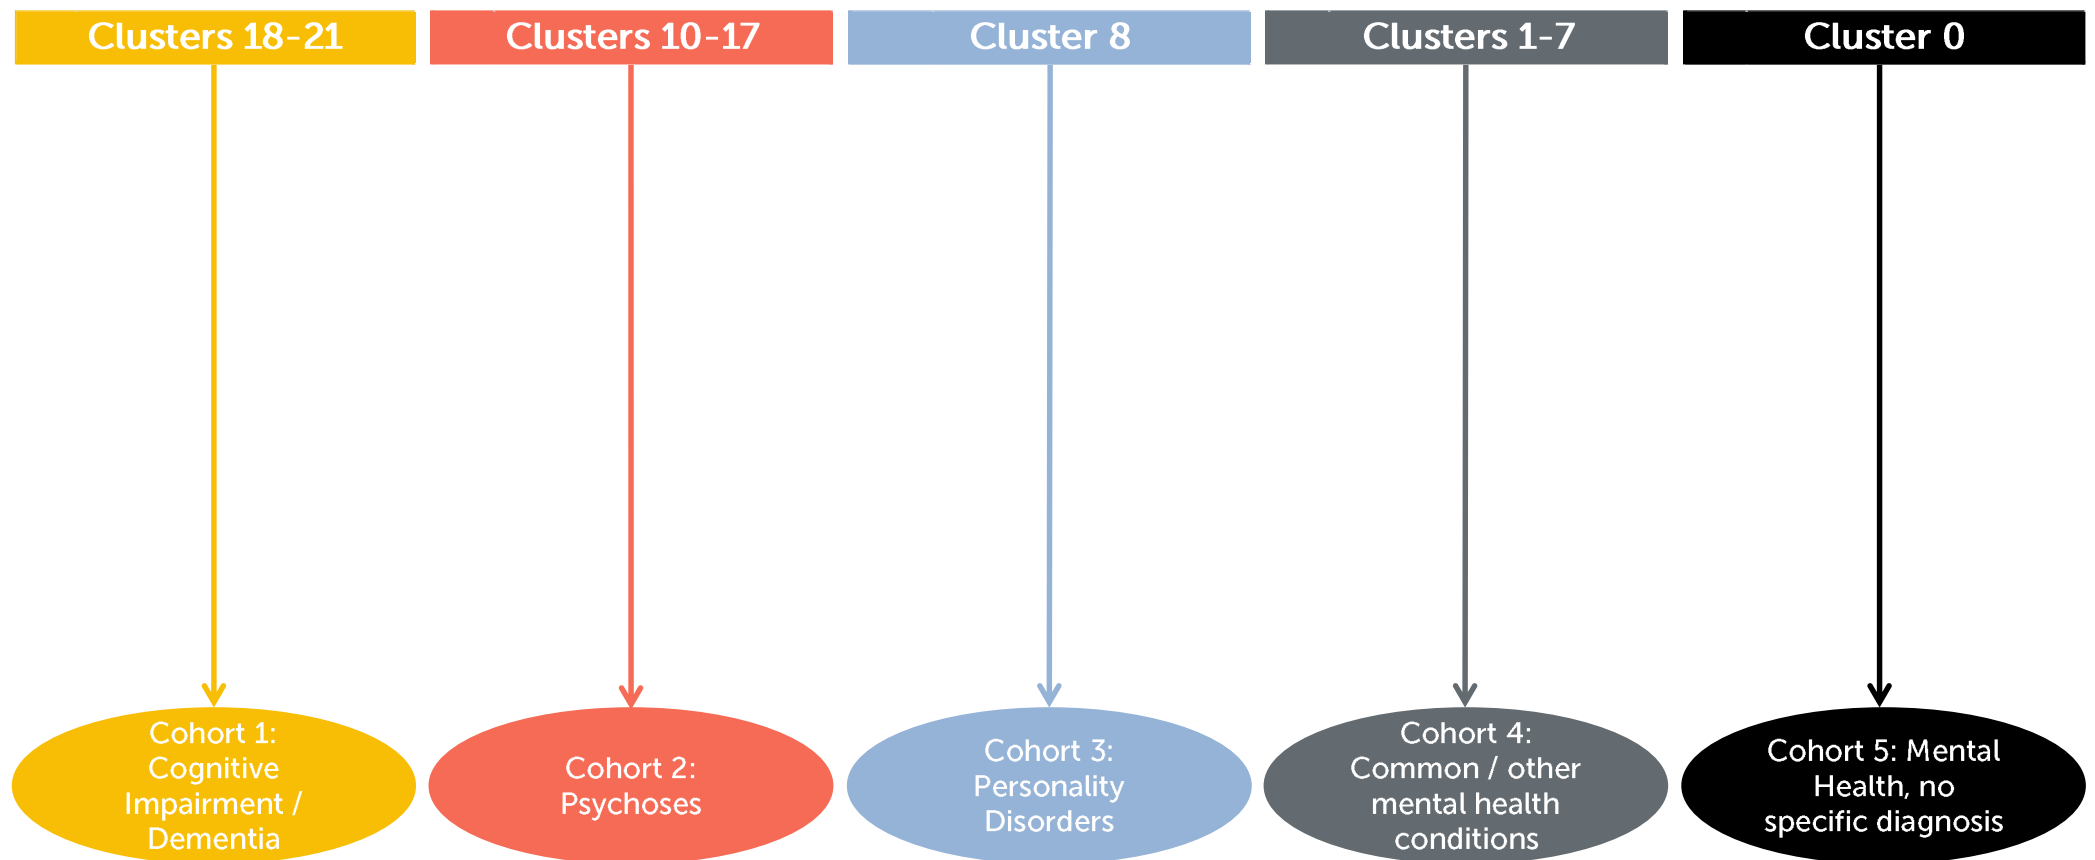 Clusters 18-21
Clusters 10-17
Cluster 8
Clusters 1-7
Cluster 0
Cohort 1:
Cognitive
Impairment /
Dementia
Cohort 2:
Psychoses
Cohort 3:
Personality
Disorders
Cohort 4:
Common / other
mental health
conditions
Cohort 5: Mental
Health, no
specific diagnosis